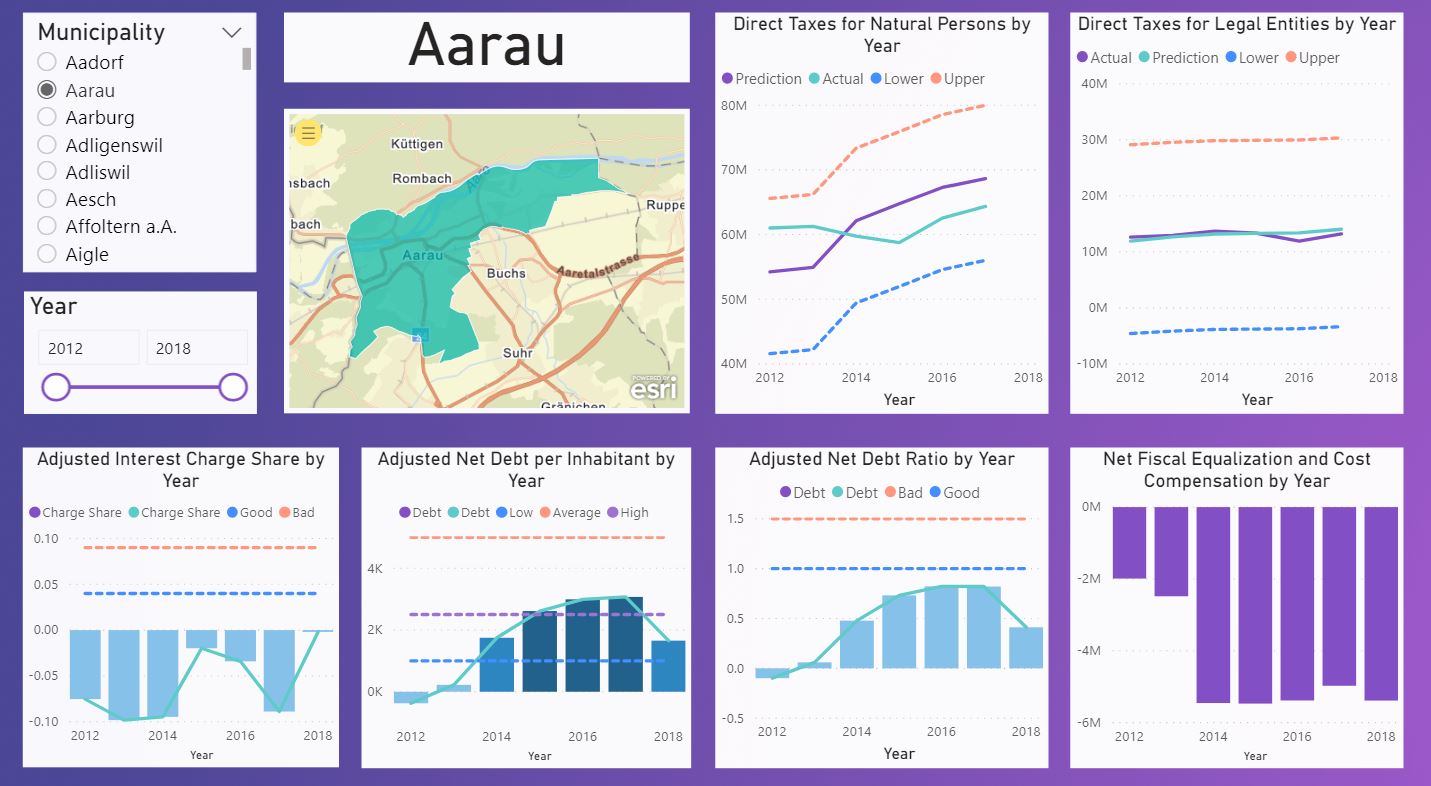 Municipality
Aadorf
Aarau
Aarburg
Adligenswil
Adliswil
Aesch
Affoltern a.A.
Aigle
Year
2012
2018
Aarau
Küttigen
Rombach
Aarau
Buchs
Aaretalstrasse
Suhr
Gränichen
POWERED BY
esri
Direct Taxes for Natural Persons by
Year
Prediction Actual Lower Upper
80M
70M
60M
50M
40M
2012 2014 2016 2018
Year
Direct Taxes for Legal Entities by Year
Actual Prediction Lower Upper
40M
30M
20M
10M
0M
-10M
2012 2014 2016 2018
Year
Adjusted Interest Charge Share by
Year
Charge Share Charge Share Good Bad
0.10
0.05
0.00
-0.05
-0.10
2012 2014 2016 2018
Year
Adjusted Net Debt per Inhabitant by
Year
Debt Debt Low Average High
4K
2K
0K
2012 2014 2016 2018
Year
Adjusted Net Debt Ratio by Year
Debt Debt Bad Good
1.5
1.0
0.5
0.0
-0.5
2012 2014 2016 2018
Year
Net Fiscal Equalization and Cost
Compensation by Year
0M
-2M
-4M
-6M
2012 2014 2016 2018
Year